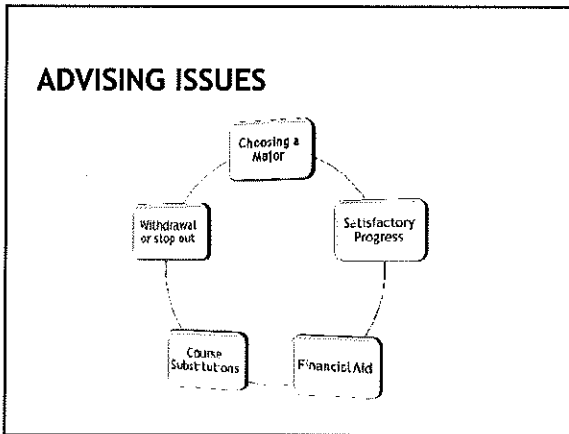 ADVISING ISSUES
Choosing a
Major
Satisfactory
Progress
Financial Aid
Course
Substitutions
Withdrawal
or stop out